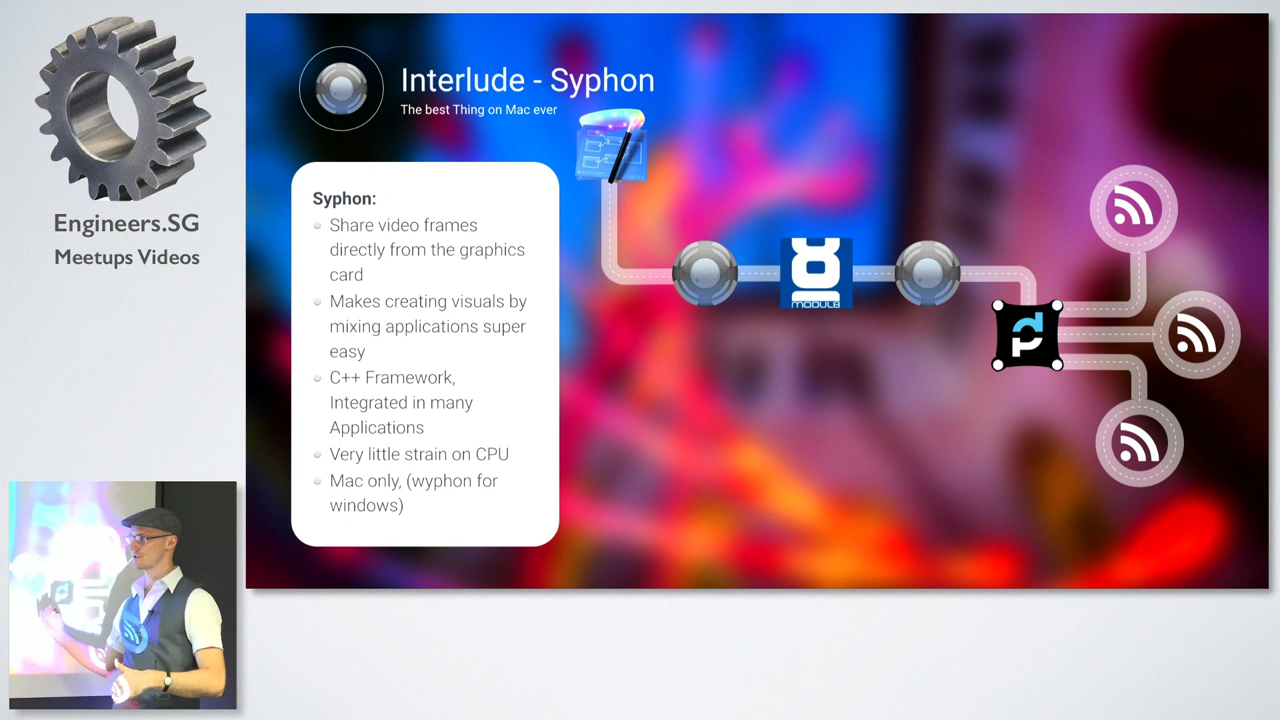 Engineers.SG
Meetups Videos
Interlude - Syphon
The best Thing on Mac ever
Syphon:
Share video frames
directly from the graphics
card
Makes creating visuals by
mixing applications super
easy
C++ Framework,
Integrated in many
Applications
Very little strain on CPU
Mac only, (wyphon for
windows)
MODUL8